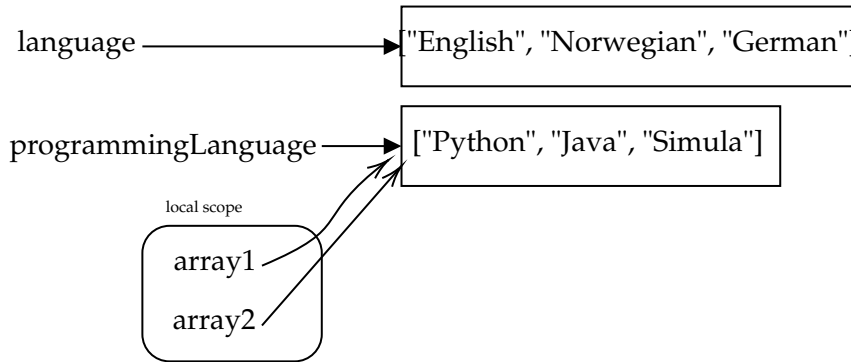 language ["English", "Norwegian", "German"]
programmingLanguage ["Python", "Java", "Simula"]
local scope
array1
array2